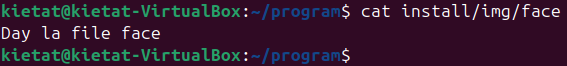 kietat@kietat-VirtualBox:~/program$ cat install/img/face
Day la file face
kietat@kietat-VirtualBox:~/program$